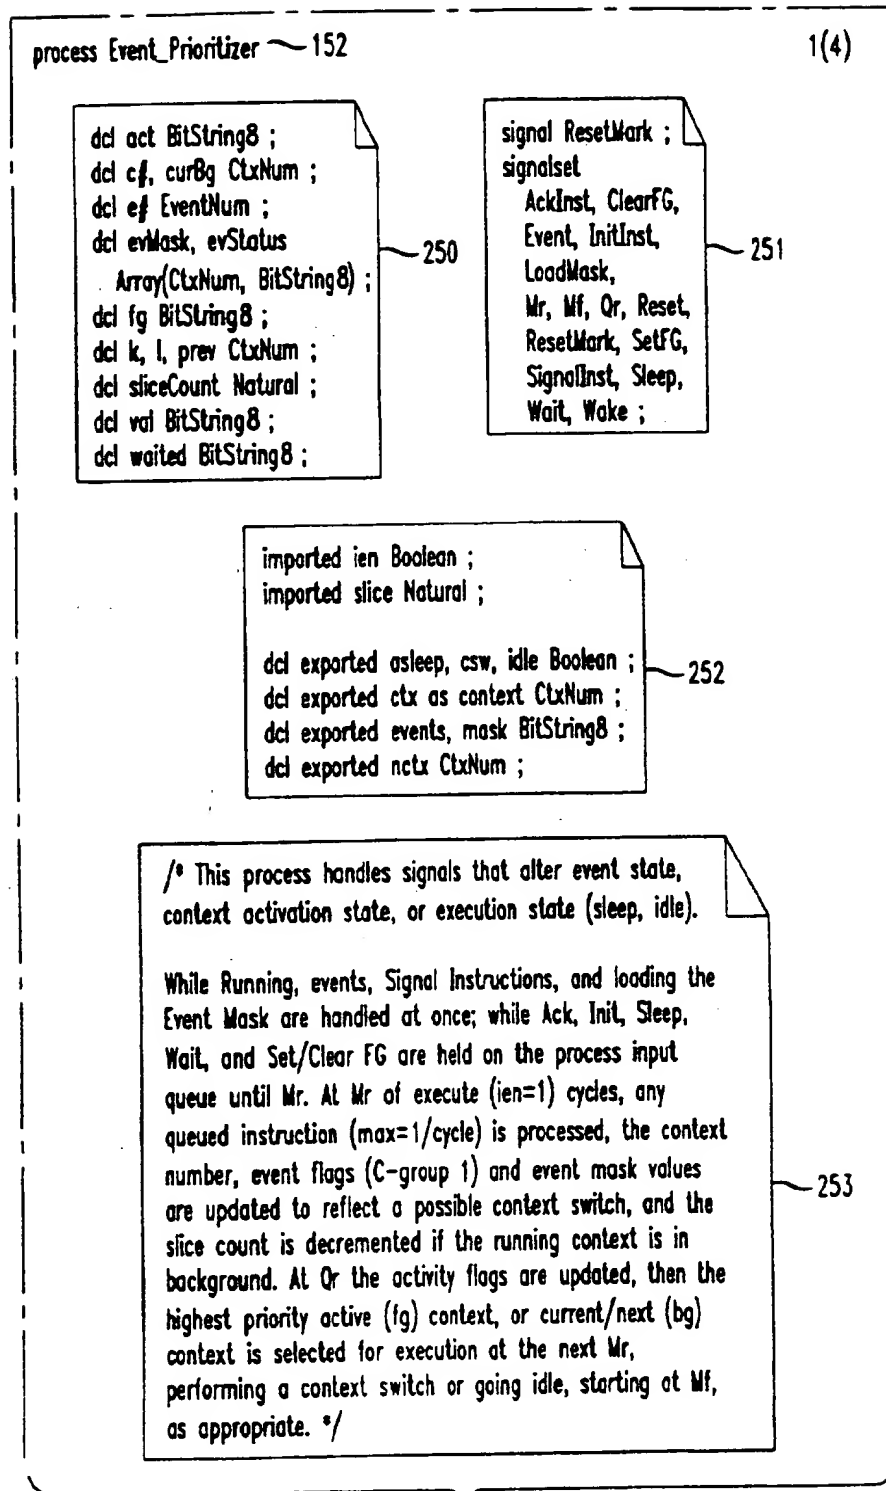 process Event_Prioritizer 152
1(4)
dcl act BitString8 ;
dcl cf, curBg CtxNum ;
dcl ef EventNum ;
dcl evMask, evStatus
Array(CtxNum, BitString8) ;
dcl fg BitString8 ;
dcl k, l, prev CtxNum ;
dcl sliceCount Natural ;
dcl val BitString8 ;
dcl waited BitString8 ;
250
signal ResetMark ;
signalset
AckInst, ClearFG,
Event, InitInst,
LoadMask,
Mr, Mf, Qr, Reset,
ResetMark, SetFG,
SignalInst, Sleep,
Wait, Wake ;
251
imported ien Boolean ;
imported slice Natural ;
dcl exported asleep, csw, idle Boolean ;
dcl exported ctx as context CtxNum ;
dcl exported events, mask BitString8 ;
dcl exported nctx CtxNum ;
252
/* This process handles signals that alter event state,
context activation state, or execution state (sleep, idle).
While Running, events, Signal Instructions, and loading the
Event Mask are handled at once; while Ack, Init, Sleep,
Wait, and Set/Clear FG are held on the process input
queue until Mr. At Mr of execute (ien=1) cycles, any
queued instruction (max=1/cycle) is processed, the context
number, event flags (C-group 1) and event mask values
are updated to reflect a possible context switch, and the
slice count is decremented if the running context is in
background. At Qr the activity flags are updated, then the
highest priority active (fg) context, or current/next (bg)
context is selected for execution at the next Mr,
performing a context switch or going idle, starting at Mf,
as appropriate. */
253